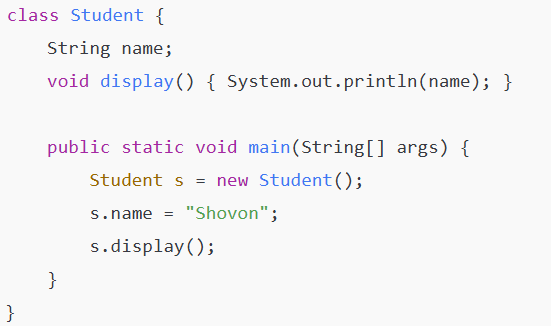 class Student {
    String name;
    void display() { System.out.println(name); }

    public static void main(String[] args) {
        Student s = new Student();
        s.name = "Shovon";
        s.display();
    }
}